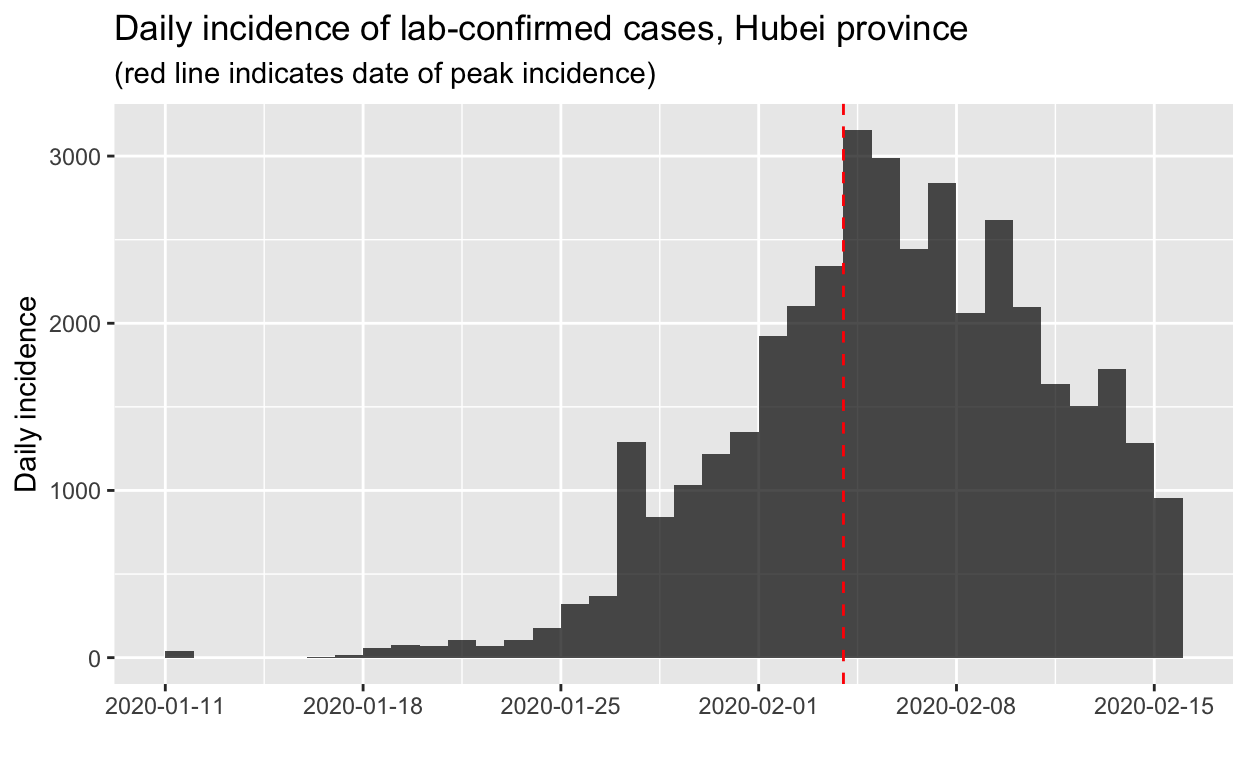 Daily incidence of lab-confirmed cases, Hubei province
(red line indicates date of peak incidence)
Daily incidence
3000
2000
1000
0
2020-01-11 2020-01-18 2020-01-25 2020-02-01 2020-02-08 2020-02-15